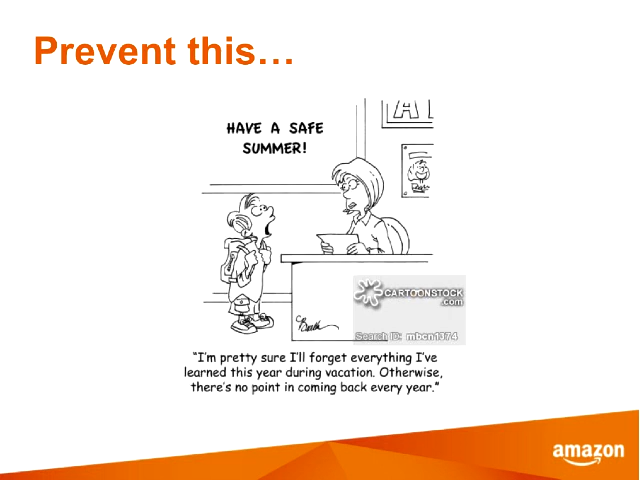 Prevent this…
HAVE A SAFE
SUMMER!
CARTOONSTOCK
.com
Search ID: mbcn1374
"I'm pretty sure I'll forget everything I've
learned this year during vacation. Otherwise,
there's no point in coming back every year."
amazon